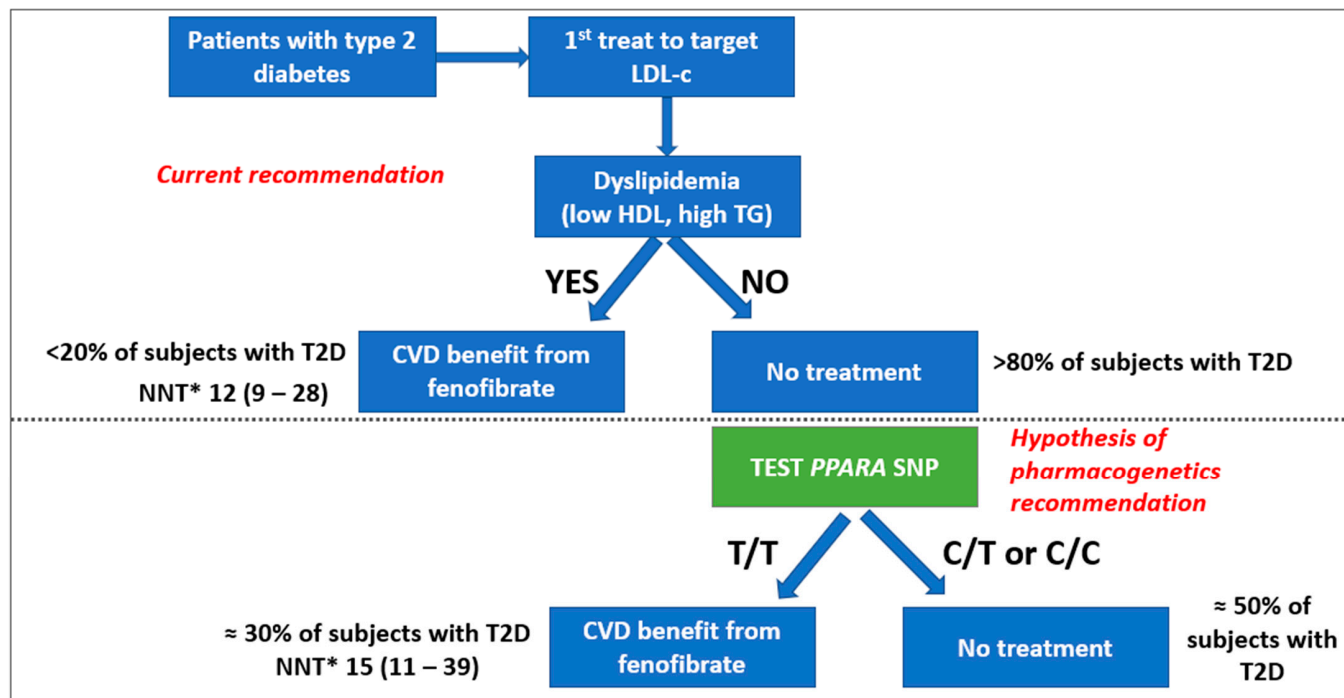 Patients with type 2
diabetes
1st treat to target
LDL-c
Current recommendation
Dyslipidemia
(low HDL, high TG)
YES
NO
<20% of subjects with T2D
NNT* 12 (9 – 28)
CVD benefit from
fenofibrate
No treatment
>80% of subjects with T2D
TEST PPARA SNP
Hypothesis of
pharmacogenetics
recommendation
T/T
C/T or C/C
≈ 30% of subjects with T2D
NNT* 15 (11 – 39)
CVD benefit from
fenofibrate
No treatment
≈ 50% of
subjects with
T2D